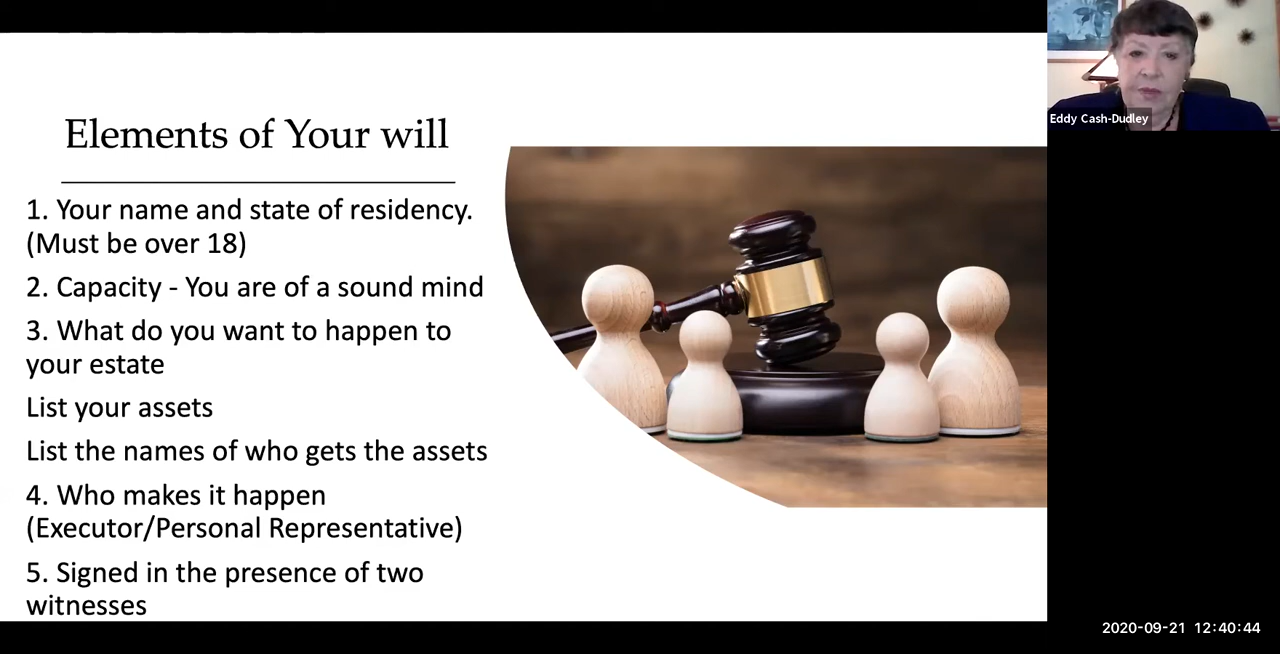 Elements of Your will
1. Your name and state of residency.
(Must be over 18)
2. Capacity - You are of a sound mind
3. What do you want to happen to
your estate
List your assets
List the names of who gets the assets
4. Who makes it happen
(Executor/Personal Representative)
5. Signed in the presence of two
witnesses
Eddy Cash-Dudley
2020-09-21 12:40:44